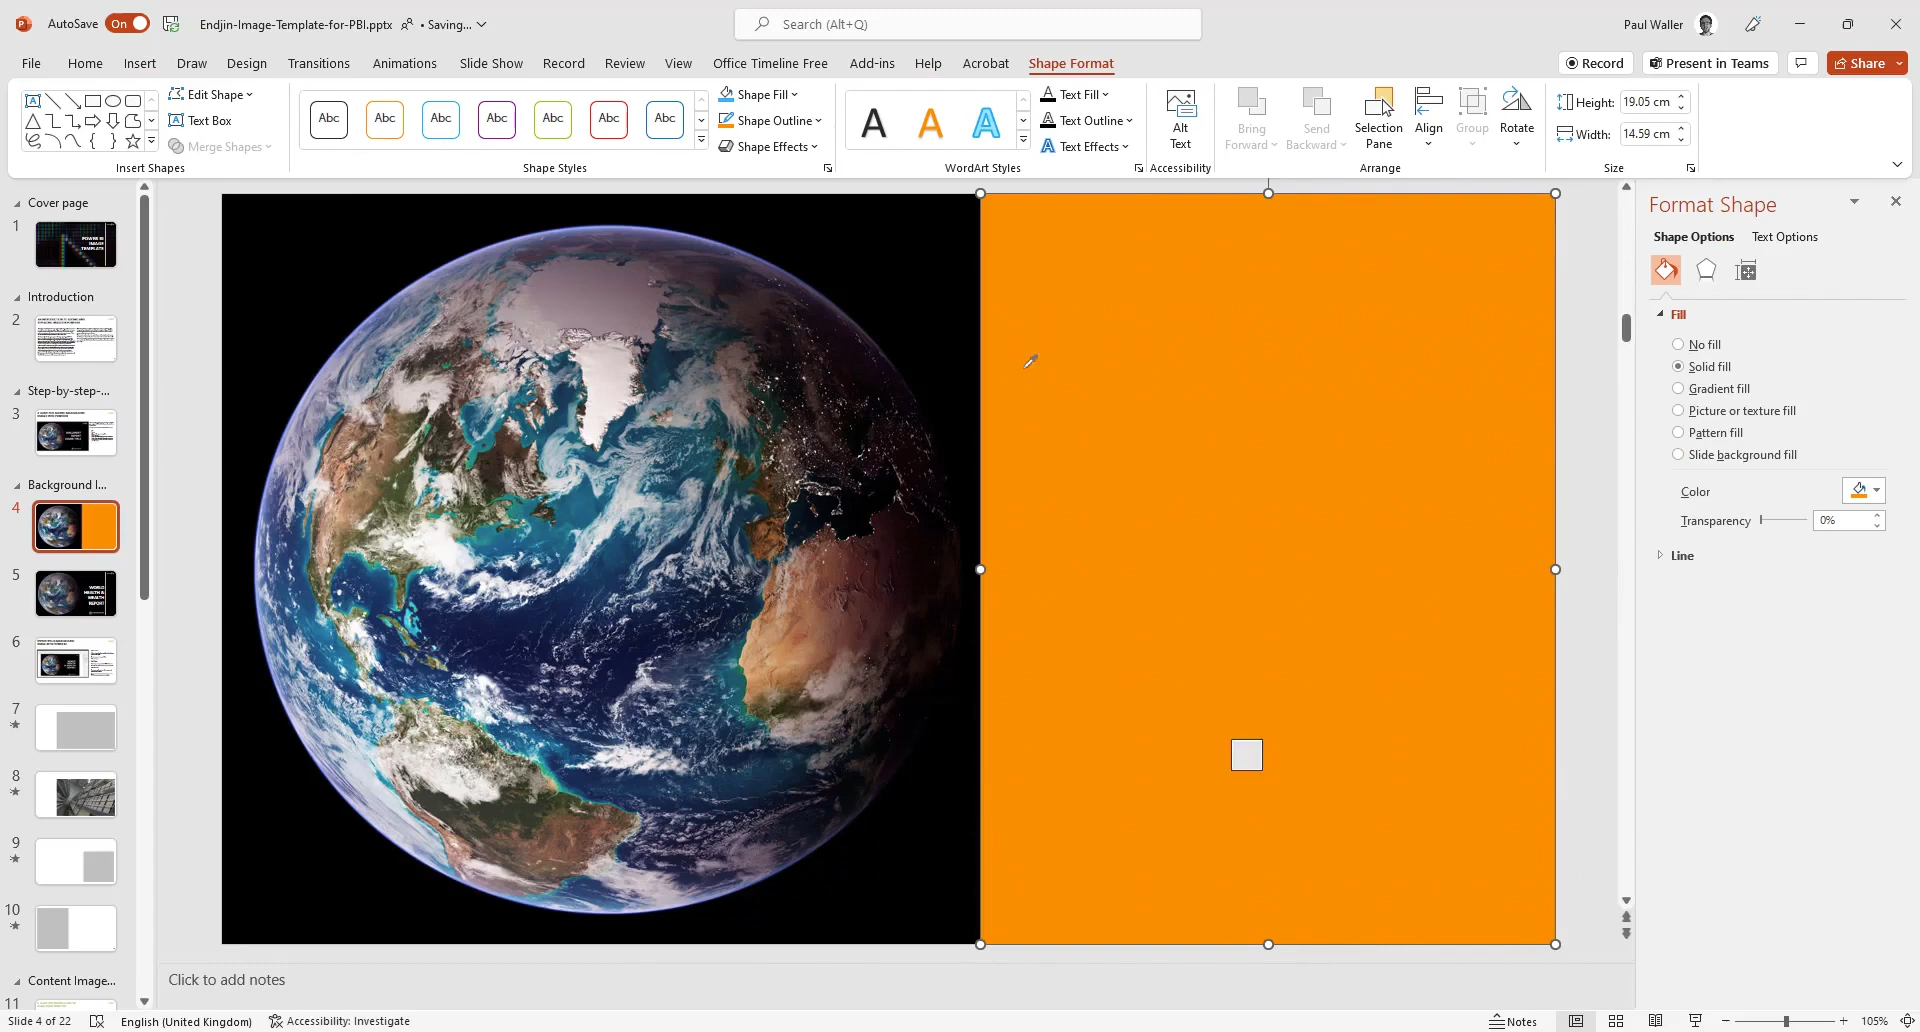 AutoSave On Endjin-Image-Template-for-PBI.pptx • Saving... Search (Alt+Q) Paul Waller
File Home Insert Draw Design Transitions Animations Slide Show Record Review View Office Timeline Free Add-ins Help Acrobat Shape Format Record Present in Teams Share
Edit Shape
Text Box
Merge Shapes
Insert Shapes
Abc Abc Abc Abc Abc Abc Abc
Shape Fill
Shape Outline
Shape Effects
Shape Styles
A A A
Text Fill
Text Outline
Text Effects
WordArt Styles
Alt
Text
Accessibility
Bring
Forward
Send
Backward
Selection
Pane
Align
Group
Rotate
Arrange
Height: 19.05 cm
Width: 14.59 cm
Size
Cover page
1
POWER BI
IMAGE
TEMPLATE
Introduction
2
Step-by-step-...
3
Background I...
4
5
WORLD
HEALTH &
WEALTH
REPORT
6
7
8
9
10
Content Image...
11
Format Shape
Shape Options Text Options
Fill
No fill
Solid fill
Gradient fill
Picture or texture fill
Pattern fill
Slide background fill
Color
Transparency 0%
Line
Click to add notes
Slide 4 of 22 English (United Kingdom) Accessibility: Investigate Notes 105%